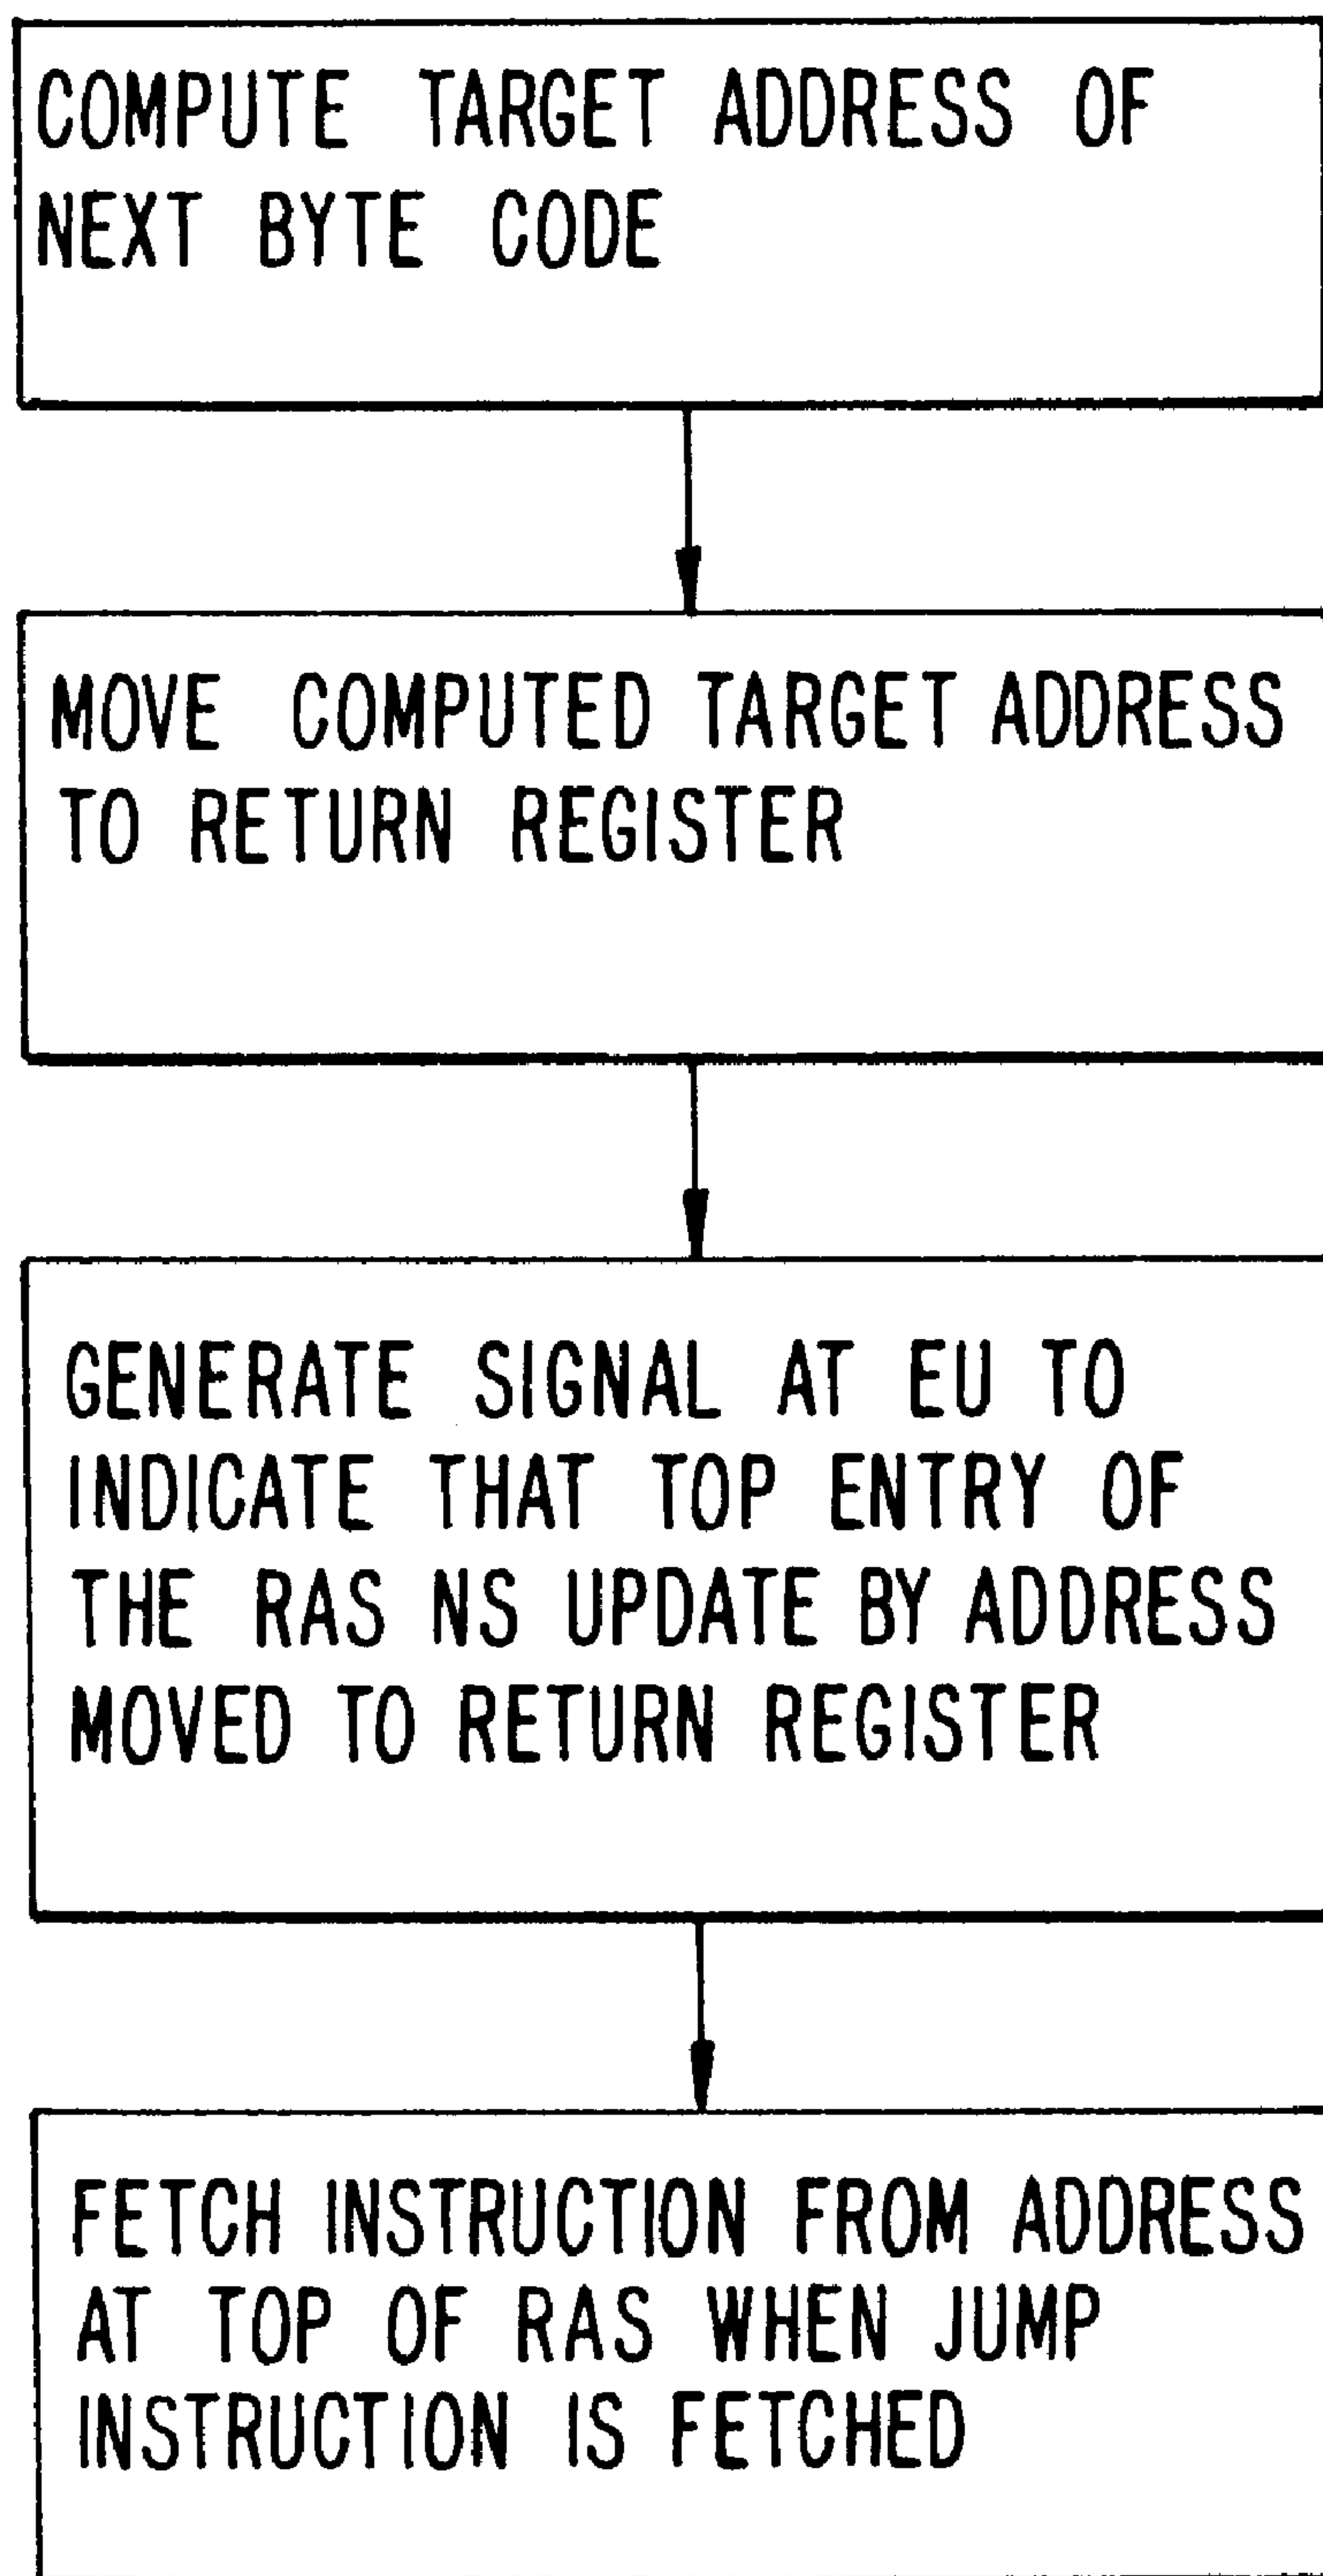 COMPUTE TARGET ADDRESS OF
NEXT BYTE CODE
MOVE COMPUTED TARGET ADDRESS
TO RETURN REGISTER
GENERATE SIGNAL AT EU TO
INDICATE THAT TOP ENTRY OF
THE RAS NS UPDATE BY ADDRESS
MOVED TO RETURN REGISTER
FETCH INSTRUCTION FROM ADDRESS
AT TOP OF RAS WHEN JUMP
INSTRUCTION IS FETCHED